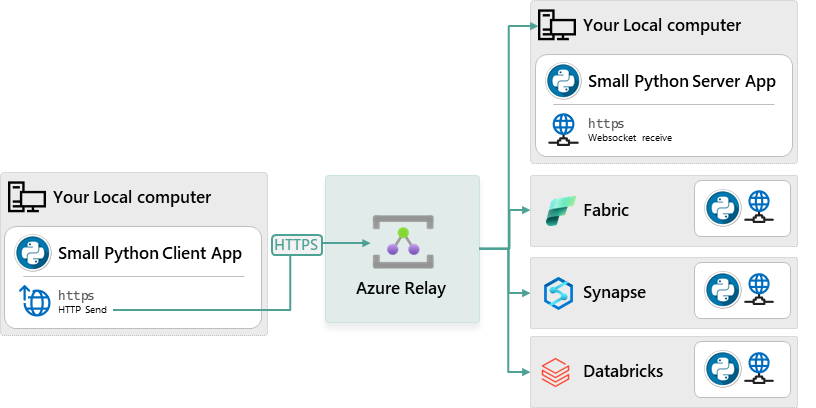 Your Local computer
Small Python Client App
https
HTTP Send
HTTPS
Azure Relay
Your Local computer
Small Python Server App
https
Websocket receive
Fabric
Synapse
Databricks